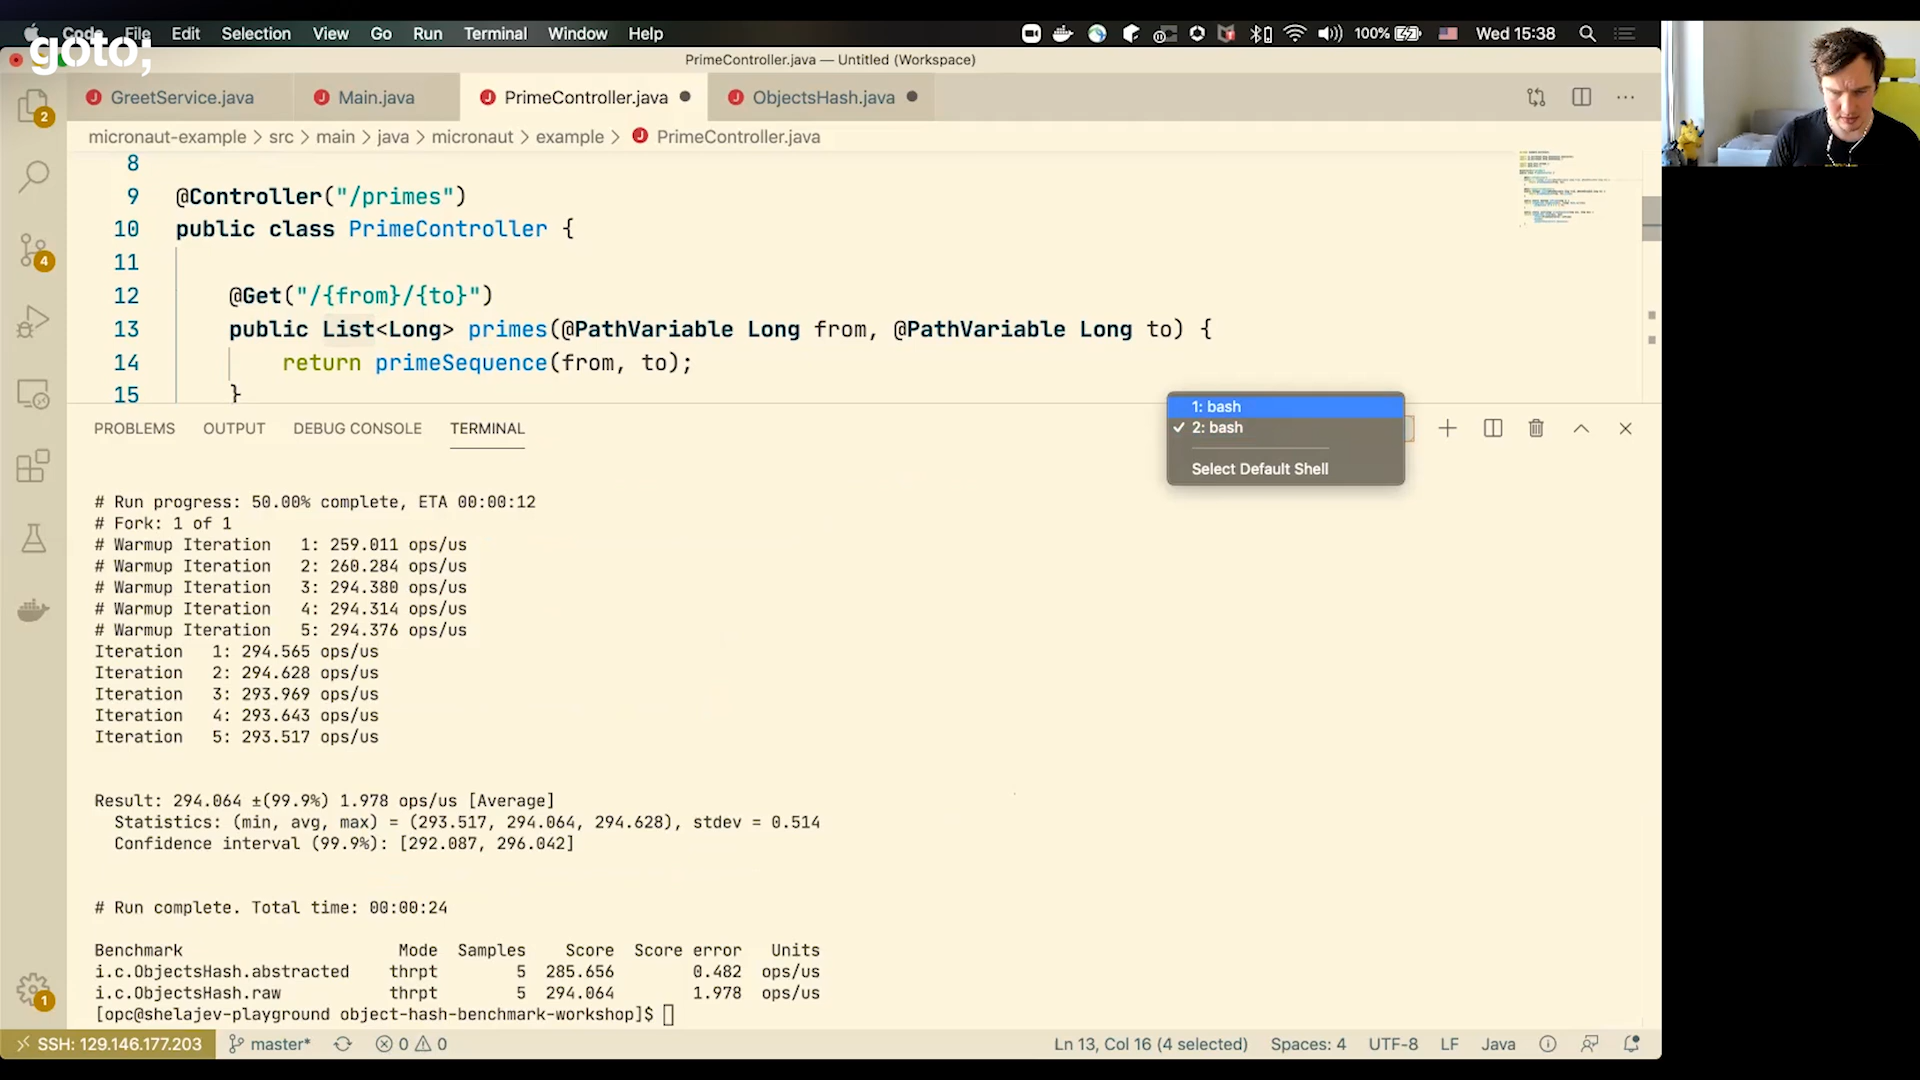 Code File Edit Selection View Go Run Terminal Window Help 100% Wed 15:38
goto;
PrimeController.java — Untitled (Workspace)
GreetService.java Main.java PrimeController.java ObjectsHash.java
micronaut-example > src > main > java > micronaut > example > PrimeController.java
8
9 @Controller("/primes")
10 public class PrimeController {
11
12 @Get("/{from}/{to}")
13 public List<Long> primes(@PathVariable Long from, @PathVariable Long to) {
14 return primeSequence(from, to);
15 }
1: bash
✓ 2: bash
Select Default Shell
PROBLEMS OUTPUT DEBUG CONSOLE TERMINAL
# Run progress: 50.00% complete, ETA 00:00:12
# Fork: 1 of 1
# Warmup Iteration 1: 259.011 ops/us
# Warmup Iteration 2: 260.284 ops/us
# Warmup Iteration 3: 294.380 ops/us
# Warmup Iteration 4: 294.314 ops/us
# Warmup Iteration 5: 294.376 ops/us
Iteration 1: 294.565 ops/us
Iteration 2: 294.628 ops/us
Iteration 3: 293.969 ops/us
Iteration 4: 293.643 ops/us
Iteration 5: 293.517 ops/us
Result: 294.064 ±(99.9%) 1.978 ops/us [Average]
Statistics: (min, avg, max) = (293.517, 294.064, 294.628), stdev = 0.514
Confidence interval (99.9%): [292.087, 296.042]
# Run complete. Total time: 00:00:24
Benchmark Mode Samples Score Score error Units
i.c.ObjectsHash.abstracted thrpt 5 285.656 0.482 ops/us
i.c.ObjectsHash.raw thrpt 5 294.064 1.978 ops/us
[opc@shelajev-playground object-hash-benchmark-workshop]$
2
4
1
SSH: 129.146.177.203 master* 0 0 Ln 13, Col 16 (4 selected) Spaces: 4 UTF-8 LF Java